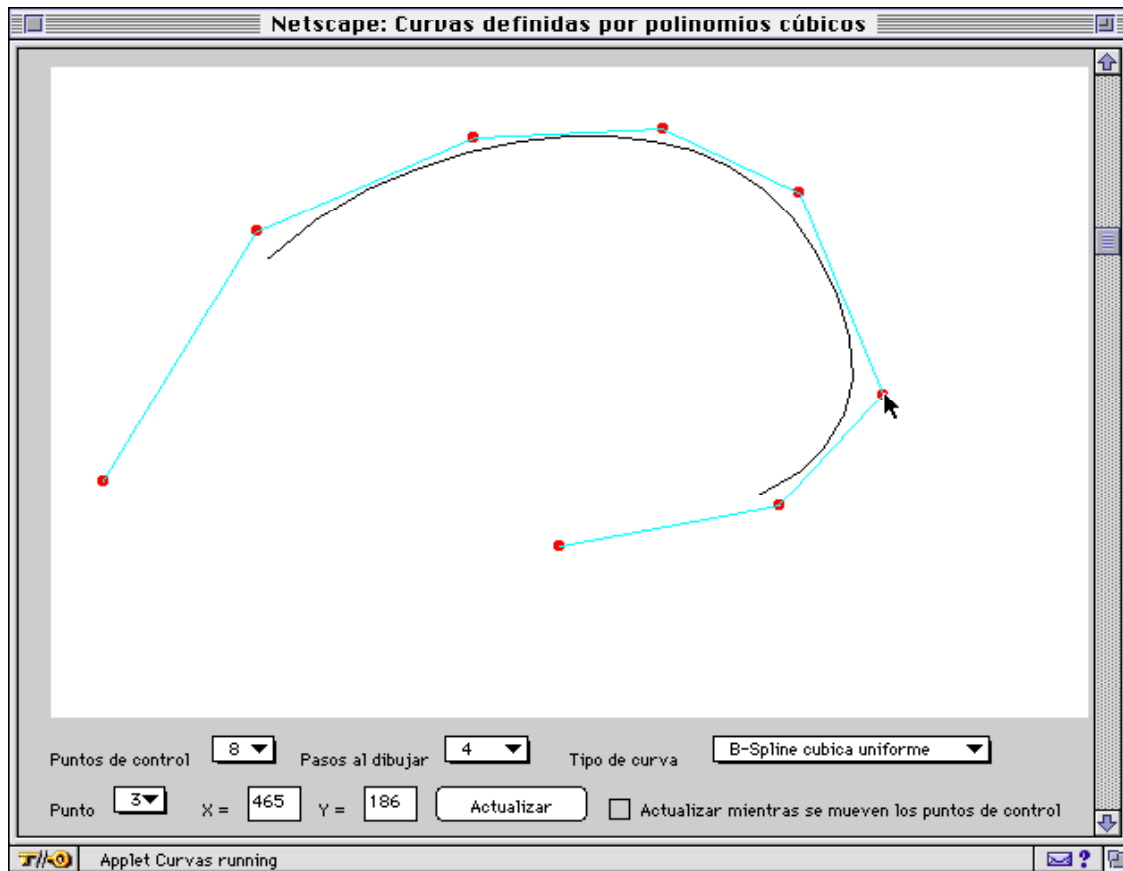 Netscape: Curvas definidas por polinomios cúbicos
Puntos de control 8 Pasos al dibujar 4 Tipo de curva B-Spline cubica uniforme
Punto 3 X = 465 Y = 186 Actualizar Actualizar mientras se mueven los puntos de control
Applet Curvas running ?